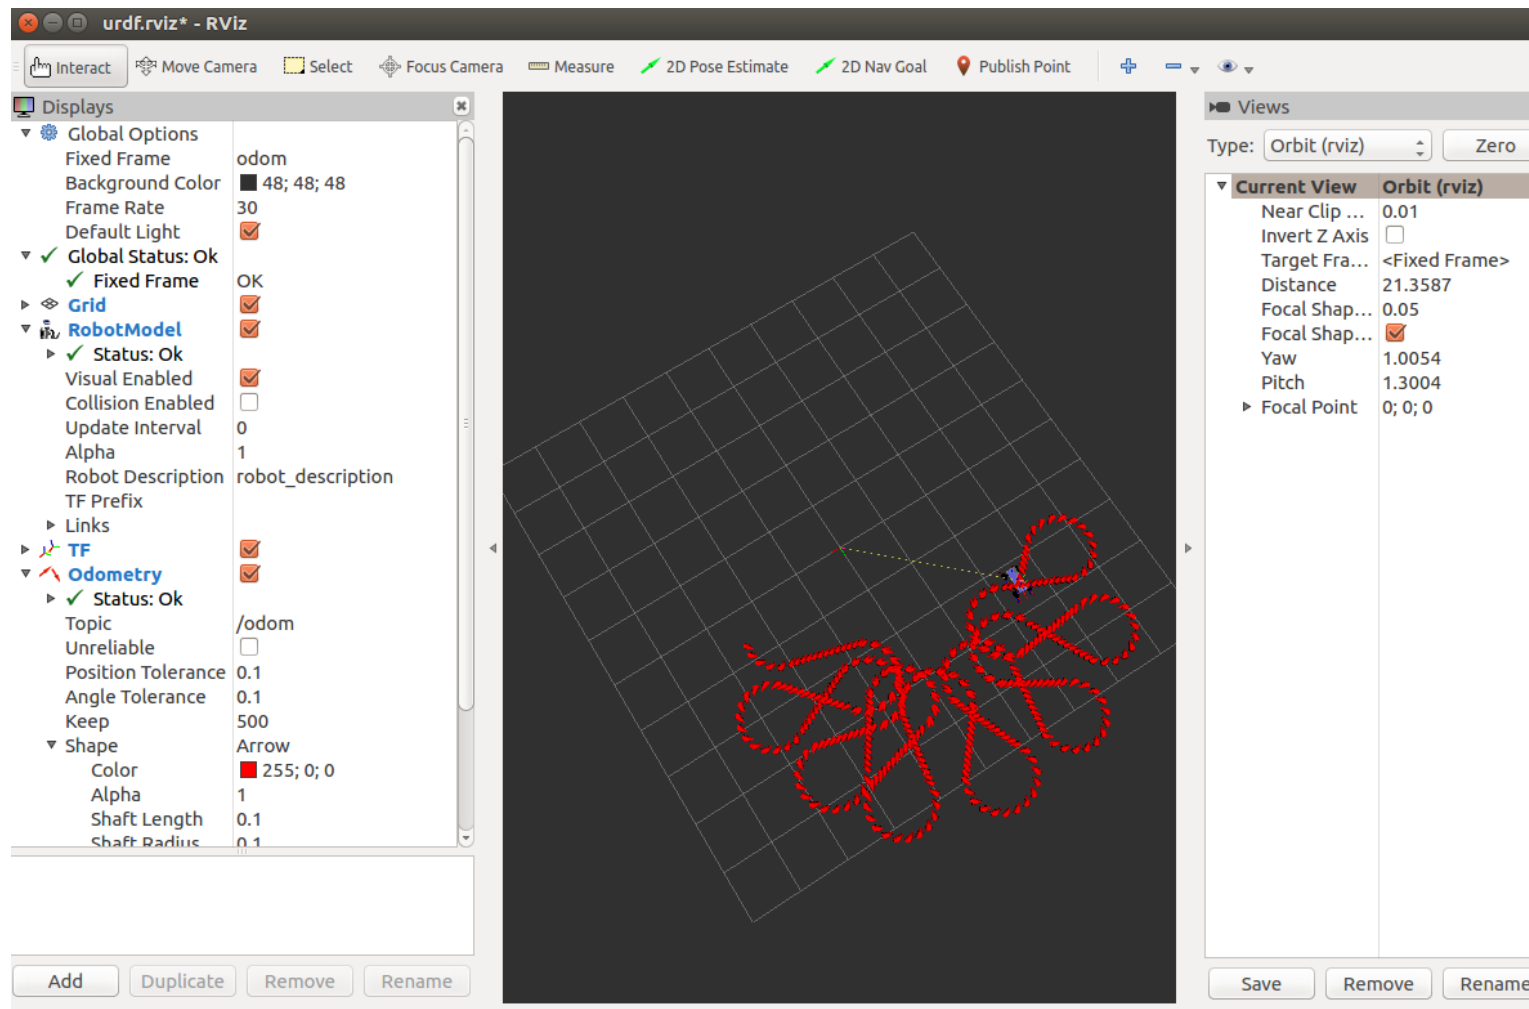 urdf.rviz* - RViz
Interact Move Camera Select Focus Camera Measure 2D Pose Estimate 2D Nav Goal Publish Point
Displays
Global Options
Fixed Frame odom
Background Color 48; 48; 48
Frame Rate 30
Default Light
Global Status: Ok
Fixed Frame OK
Grid
RobotModel
Status: Ok
Visual Enabled
Collision Enabled
Update Interval 0
Alpha 1
Robot Description robot_description
TF Prefix
Links
TF
Odometry
Status: Ok
Topic /odom
Unreliable
Position Tolerance 0.1
Angle Tolerance 0.1
Keep 500
Shape Arrow
Color 255; 0; 0
Alpha 1
Shaft Length 0.1
Shaft Radius 0.1
Add Duplicate Remove Rename
Views
Type: Orbit (rviz) Zero
Current View Orbit (rviz)
Near Clip ... 0.01
Invert Z Axis
Target Fra... <Fixed Frame>
Distance 21.3587
Focal Shap... 0.05
Focal Shap...
Yaw 1.0054
Pitch 1.3004
Focal Point 0; 0; 0
Save Remove Rename